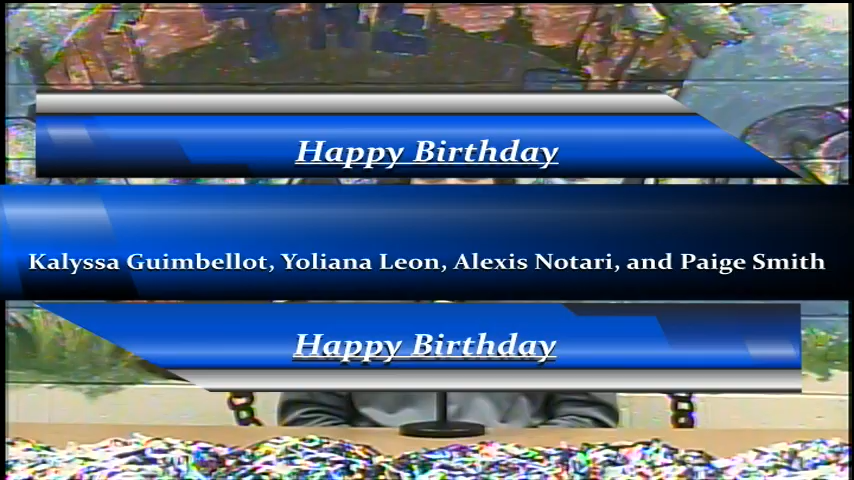 Happy Birthday
Kalyssa Guimbellot, Yoliana Leon, Alexis Notari, and Paige Smith
Happy Birthday